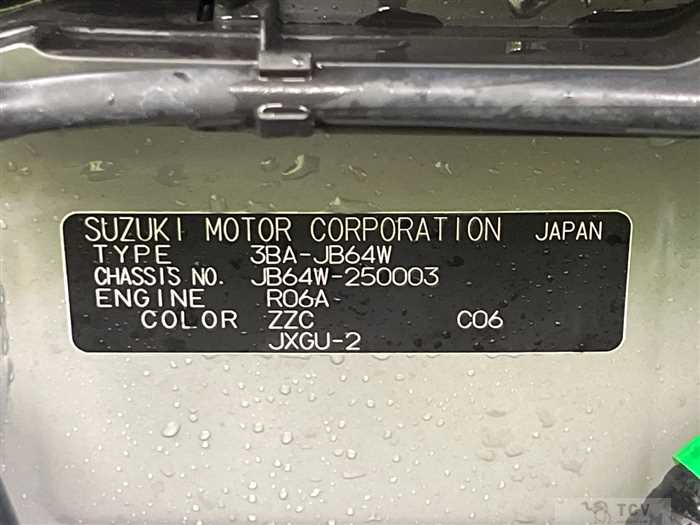 SUZUKI MOTOR CORPORATION JAPAN
TYPE 3BA-JB64W
CHASSIS NO. JB64W-250003
ENGINE R06A
COLOR ZZC C06
JXGU-2
TCV